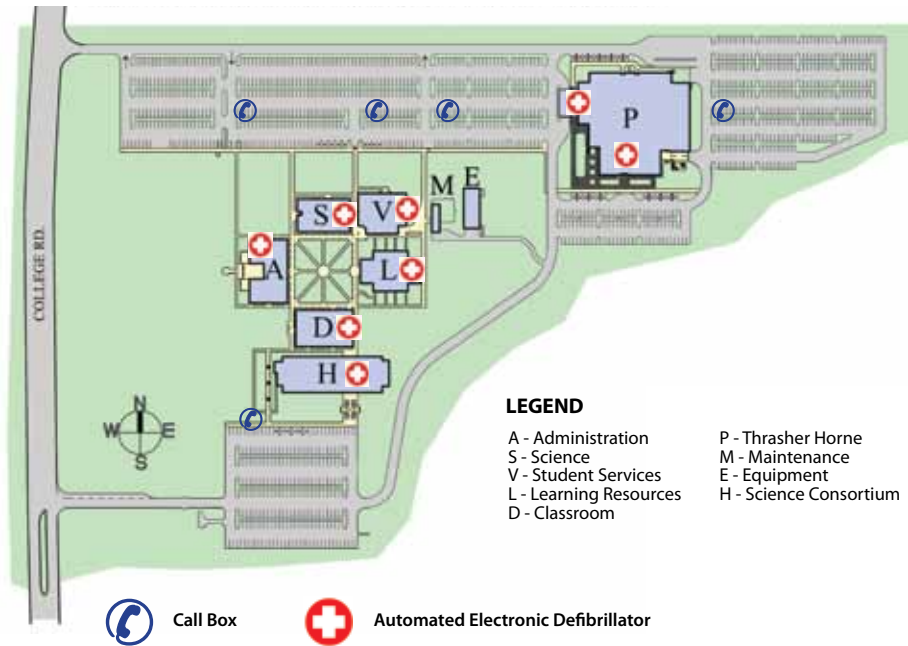 P
M
E
S
V
A
L
COLLEGE RD.
D
H
N
W E
S
LEGEND
A - Administration
S - Science
V - Student Services
L - Learning Resources
D - Classroom
P - Thrasher Horne
M - Maintenance
E - Equipment
H - Science Consortium
Call Box
Automated Electronic Defibrillator